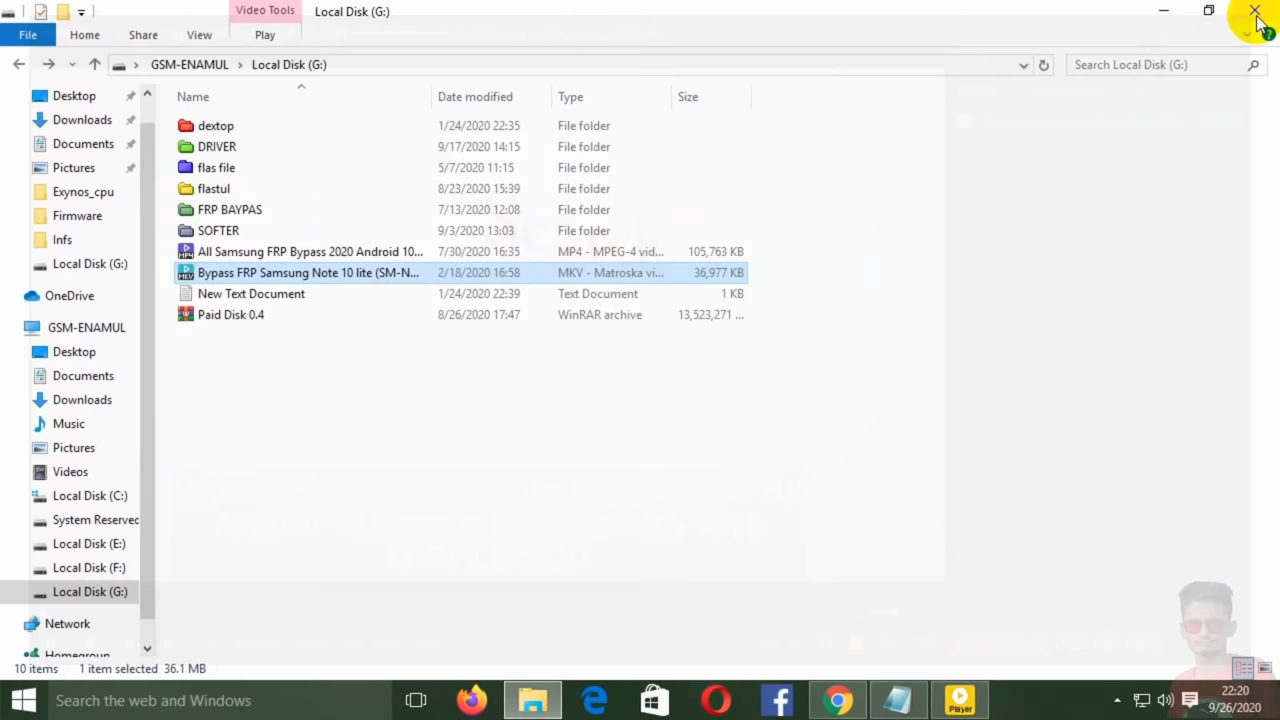 Video Tools Local Disk (G:)
File Home Share View Play
GSM-ENAMUL Local Disk (G:) Search Local Disk (G:)
Name Date modified Type Size
dextop 1/24/2020 22:35 File folder
DRIVER 9/17/2020 14:15 File folder
flas file 5/7/2020 11:15 File folder
flastul 8/23/2020 15:39 File folder
FRP BAYPAS 7/13/2020 12:08 File folder
SOFTER 9/3/2020 13:03 File folder
All Samsung FRP Bypass 2020 Android 10... 7/30/2020 16:35 MP4 - MPEG-4 vid... 105,763 KB
Bypass FRP Samsung Note 10 lite (SM-N... 2/18/2020 16:58 MKV - Matroska vi... 36,977 KB
New Text Document 1/24/2020 22:39 Text Document 1 KB
Paid Disk 0.4 8/26/2020 17:47 WinRAR archive 13,523,271 ...
Desktop
Downloads
Documents
Pictures
Exynos_cpu
Firmware
Infs
Local Disk (G:)
OneDrive
GSM-ENAMUL
Desktop
Documents
Downloads
Music
Pictures
Videos
Local Disk (C:)
System Reserved
Local Disk (E:)
Local Disk (F:)
Local Disk (G:)
Network
Homegroup
10 items 1 item selected 36.1 MB
Search the web and Windows
Player
22:20
9/26/2020